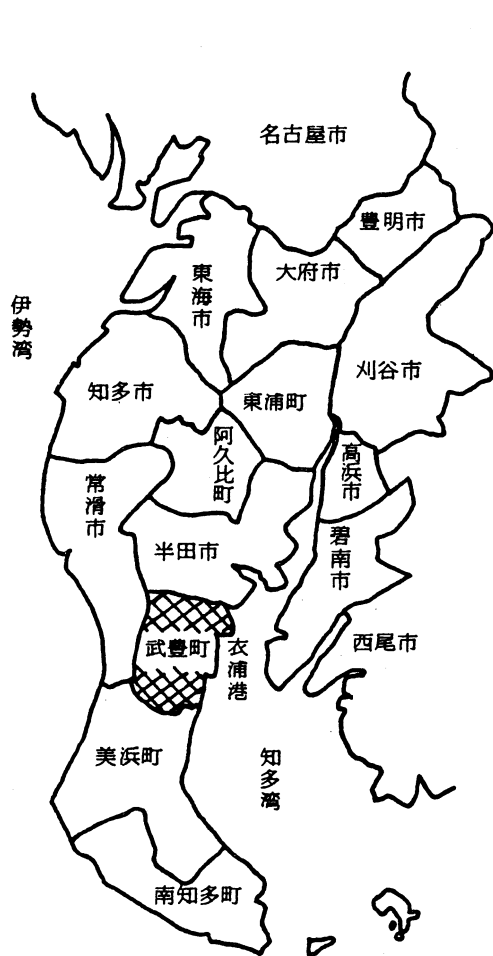 名古屋市
豊明市
大府市
東海市
伊勢湾
刈谷市
知多市
東浦町
阿久比町
高浜市
常滑市
半田市
碧南市
武豊町
衣浦港
西尾市
美浜町
知多湾
南知多町